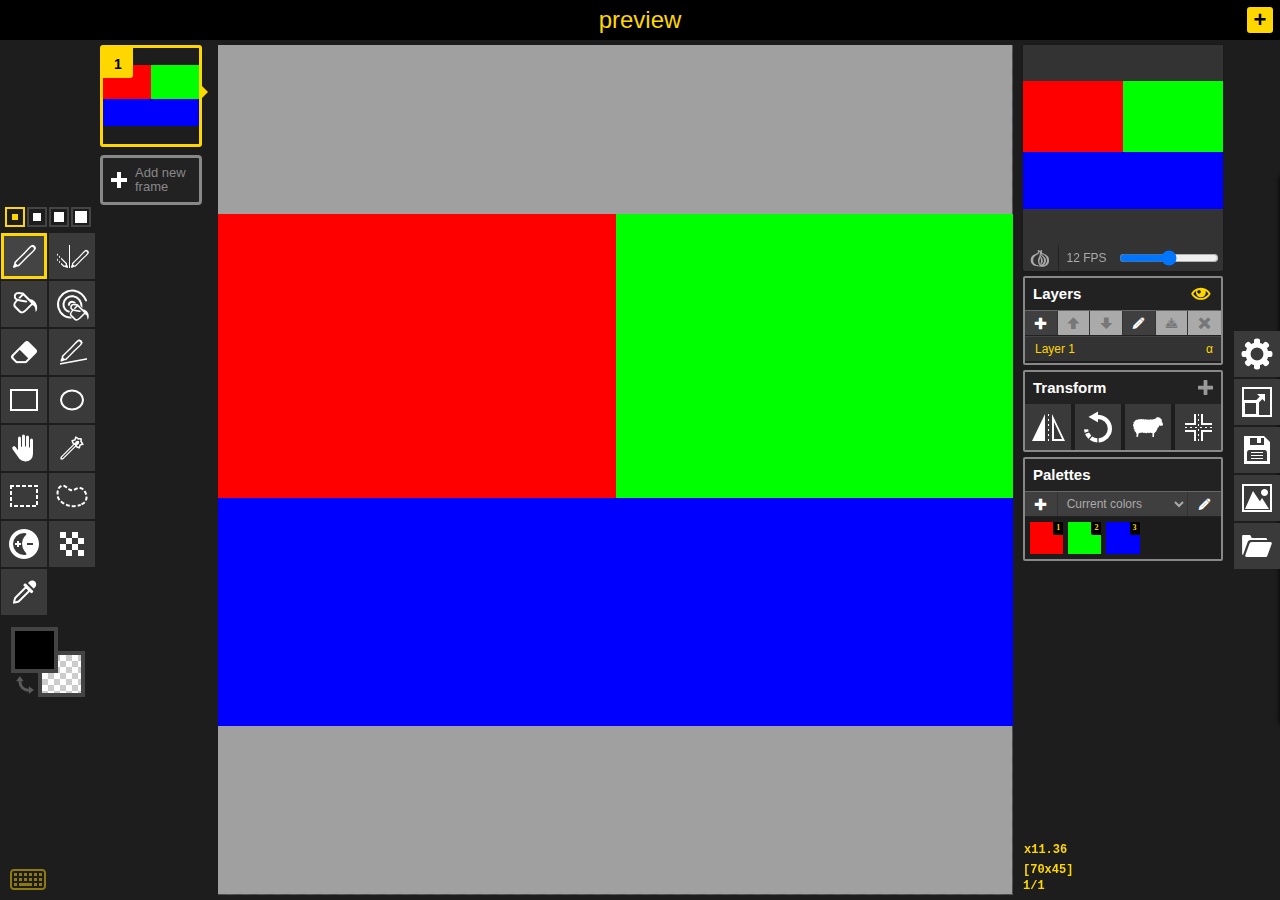 preview
+
1
Add new
frame
12 FPS
Layers
Layer 1
α
Transform
Palettes
Current colors
1
2
3
x11.36
[70x45]
1/1